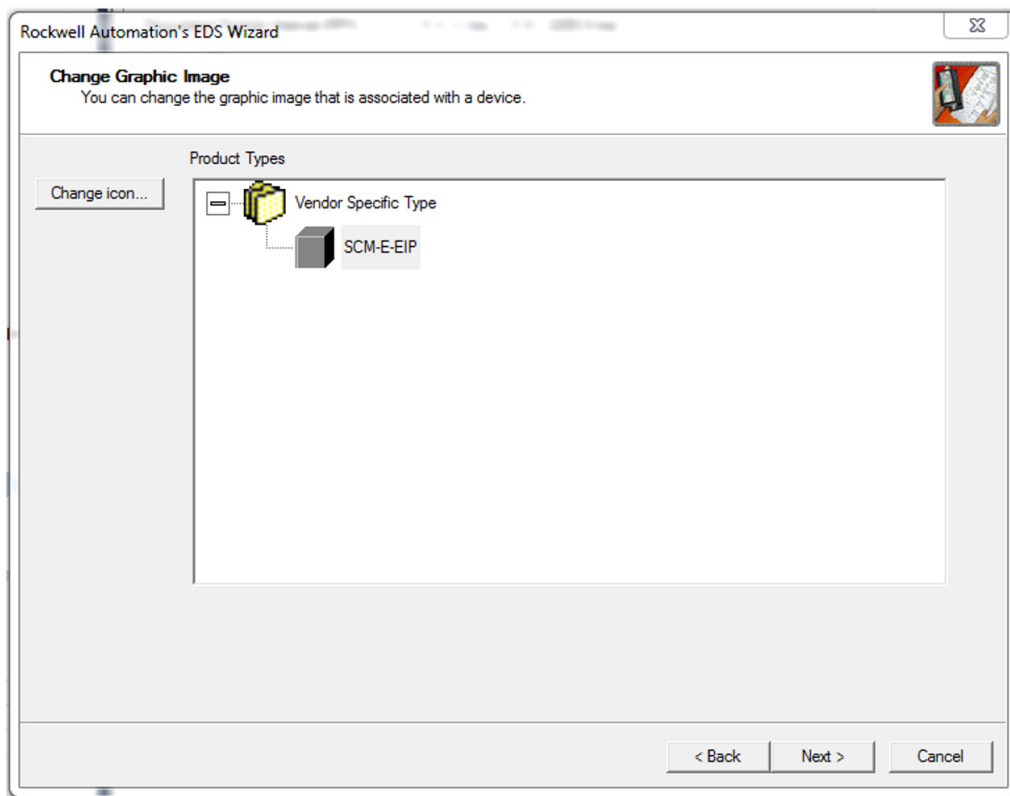 Rockwell Automation's EDS Wizard
Change Graphic Image
You can change the graphic image that is associated with a device.
Product Types
Change icon...
Vendor Specific Type
SCM-E-EIP
< Back
Next >
Cancel